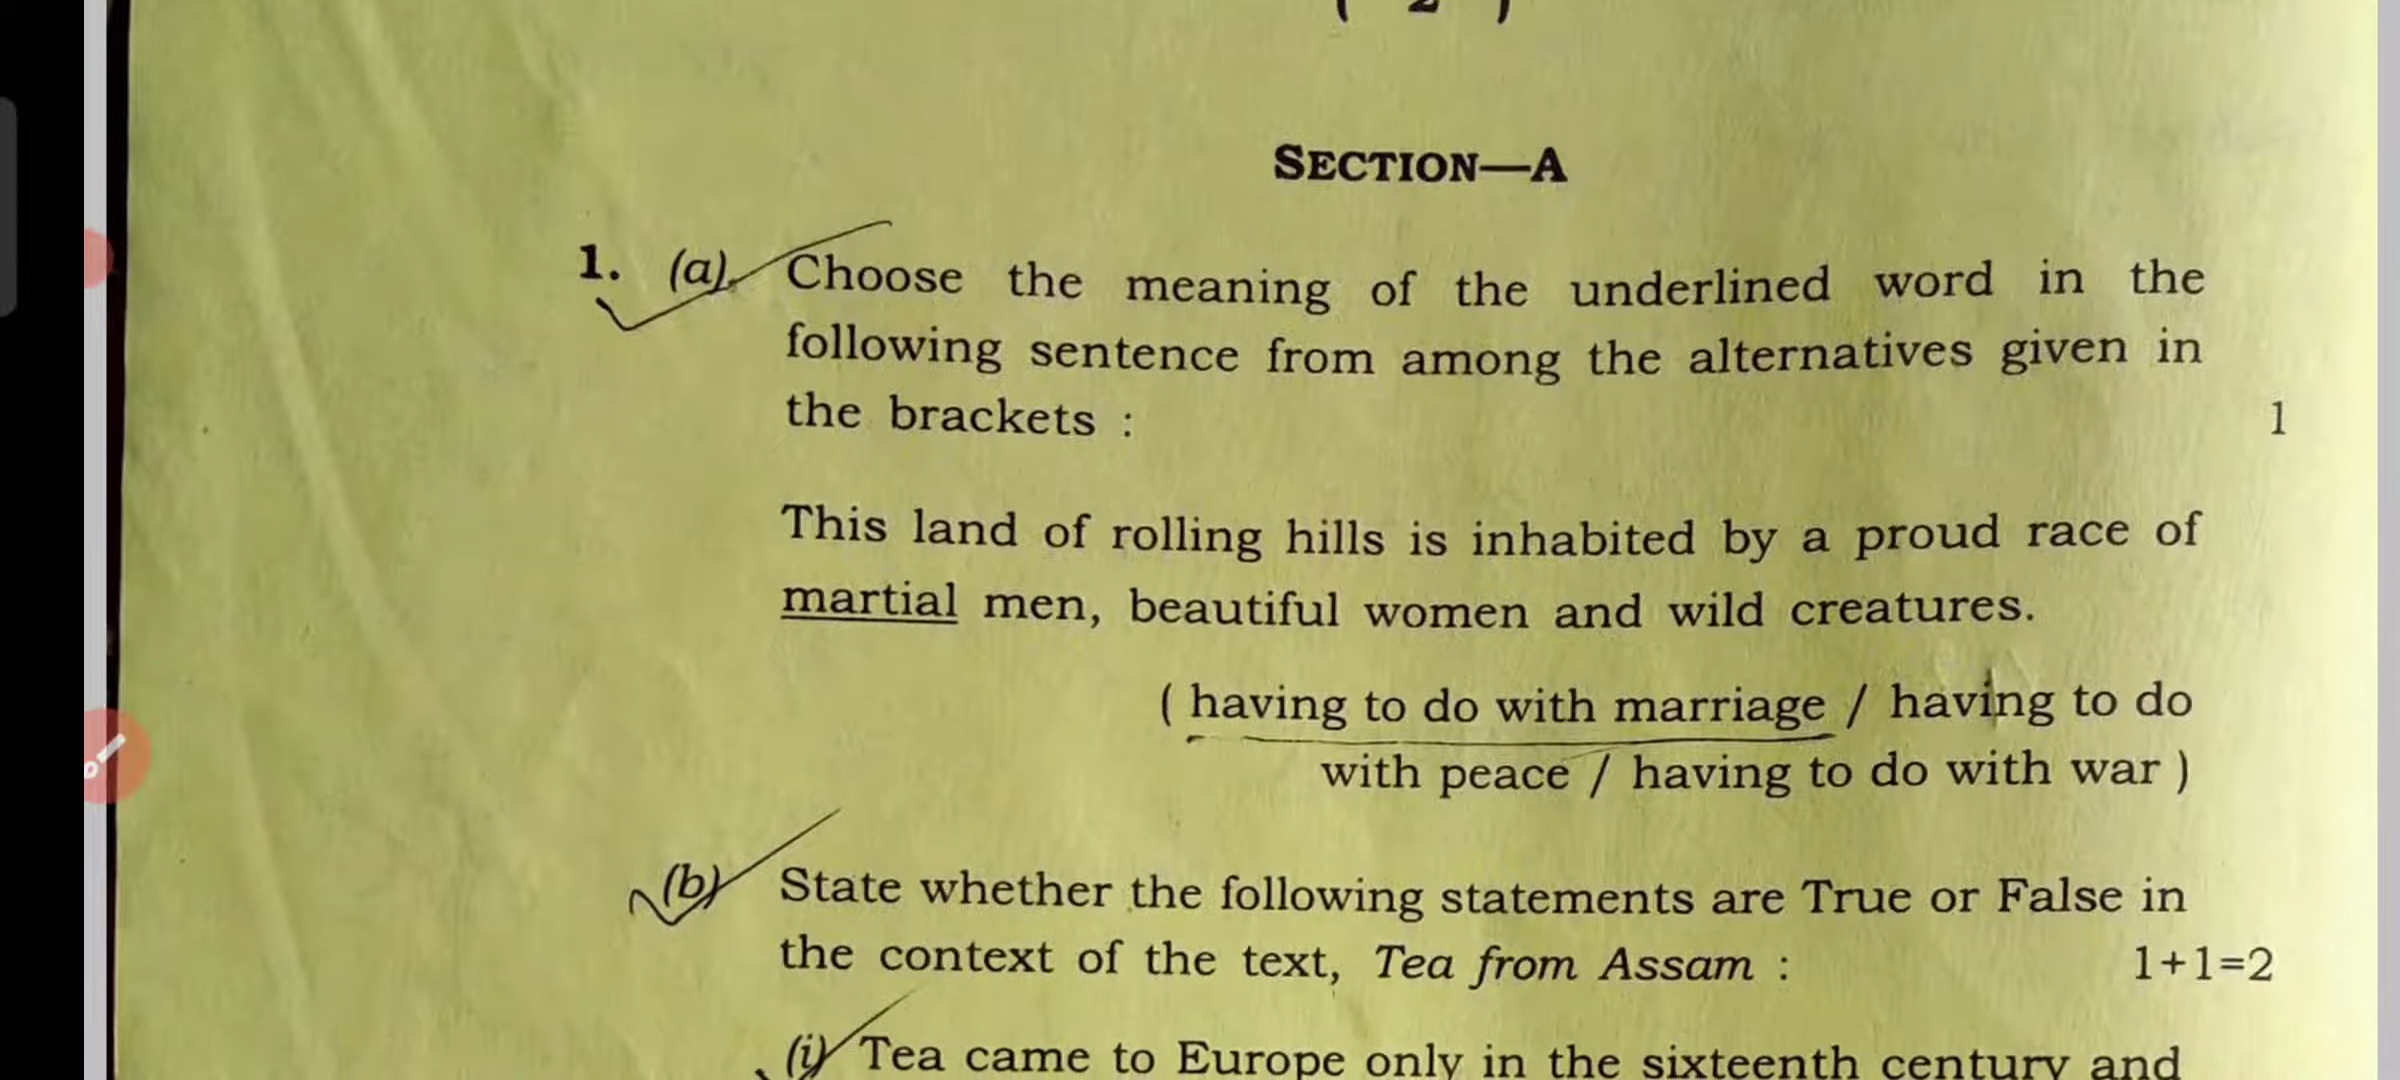 ( 2 )
SECTION—A
1. (a) Choose the meaning of the underlined word in the
following sentence from among the alternatives given in
the brackets :
1
This land of rolling hills is inhabited by a proud race of
martial men, beautiful women and wild creatures.
( having to do with marriage / having to do
with peace / having to do with war )
(b) State whether the following statements are True or False in
the context of the text, Tea from Assam :
1+1=2
(i) Tea came to Europe only in the sixteenth century and